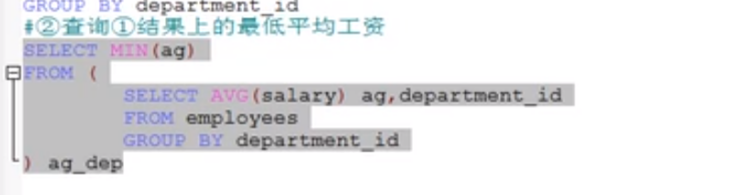 GROUP BY department_id
#②查询①结果上的最低平均工资
SELECT MIN(ag)
FROM (
SELECT AVG(salary) ag,department_id
FROM employees
GROUP BY department_id
) ag_dep